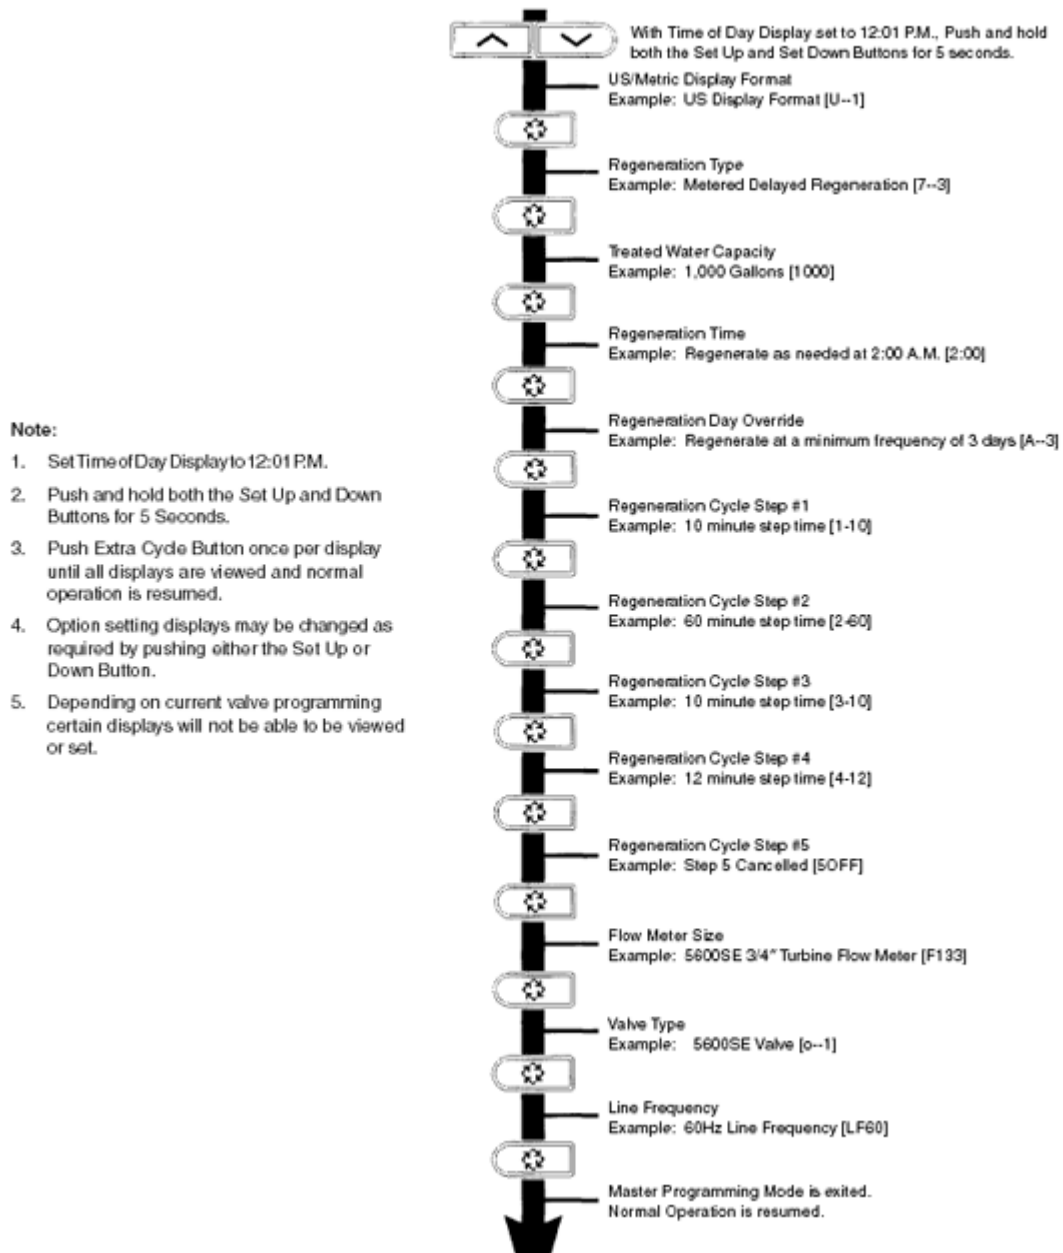 With Time of Day Display set to 12:01 P.M., Push and hold
both the Set Up and Set Down Buttons for 5 seconds.
US/Metric Display Format
Example: US Display Format [U--1]
Regeneration Type
Example: Metered Delayed Regeneration [7--3]
Treated Water Capacity
Example: 1,000 Gallons [1000]
Regeneration Time
Example: Regenerate as needed at 2:00 A.M. [2:00]
Regeneration Day Override
Example: Regenerate at a minimum frequency of 3 days [A--3]
Note:
1. Set Time of Day Display to 12:01 P.M.
2. Push and hold both the Set Up and Down
Buttons for 5 Seconds.
3. Push Extra Cycle Button once per display
until all displays are viewed and normal
operation is resumed.
4. Option setting displays may be changed as
required by pushing either the Set Up or
Down Button.
5. Depending on current valve programming
certain displays will not be able to be viewed
or set.
Regeneration Cycle Step #1
Example: 10 minute step time [1-10]
Regeneration Cycle Step #2
Example: 60 minute step time [2-60]
Regeneration Cycle Step #3
Example: 10 minute step time [3-10]
Regeneration Cycle Step #4
Example: 12 minute step time [4-12]
Regeneration Cycle Step #5
Example: Step 5 Cancelled [5OFF]
Flow Meter Size
Example: 5600SE 3/4" Turbine Flow Meter [F133]
Valve Type
Example: 5600SE Valve [o--1]
Line Frequency
Example: 60Hz Line Frequency [LF60]
Master Programming Mode is exited.
Normal Operation is resumed.